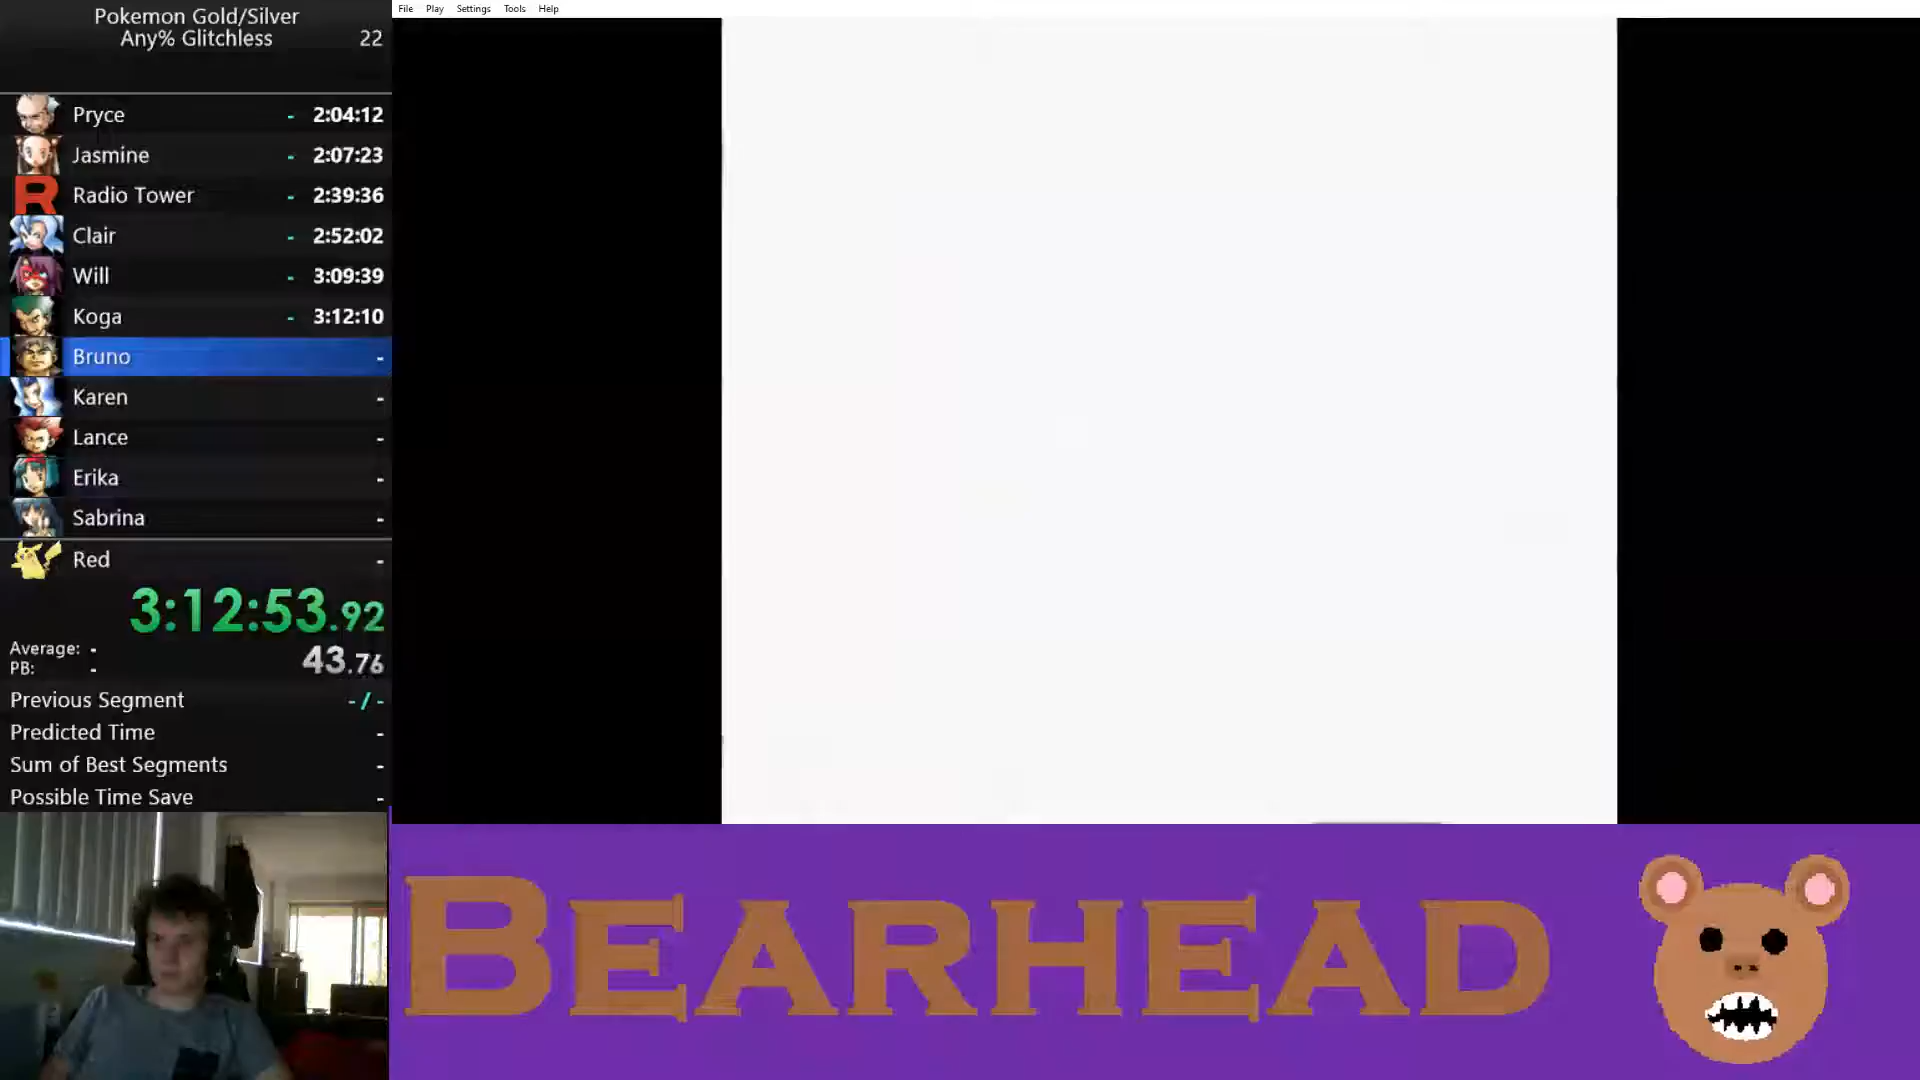 Pokemon Gold/Silver
Any% Glitchless 22
File Play Settings Tools Help
Pryce - 2:04:12
Jasmine - 2:07:23
R Radio Tower - 2:39:36
Clair - 2:52:02
Will - 3:09:39
Koga - 3:12:10
Bruno -
Karen -
Lance -
Erika -
Sabrina -
Red -
3:12:53.92
Average: -
PB: - 43.76
Previous Segment - / -
Predicted Time -
Sum of Best Segments -
Possible Time Save -
BEARHEAD